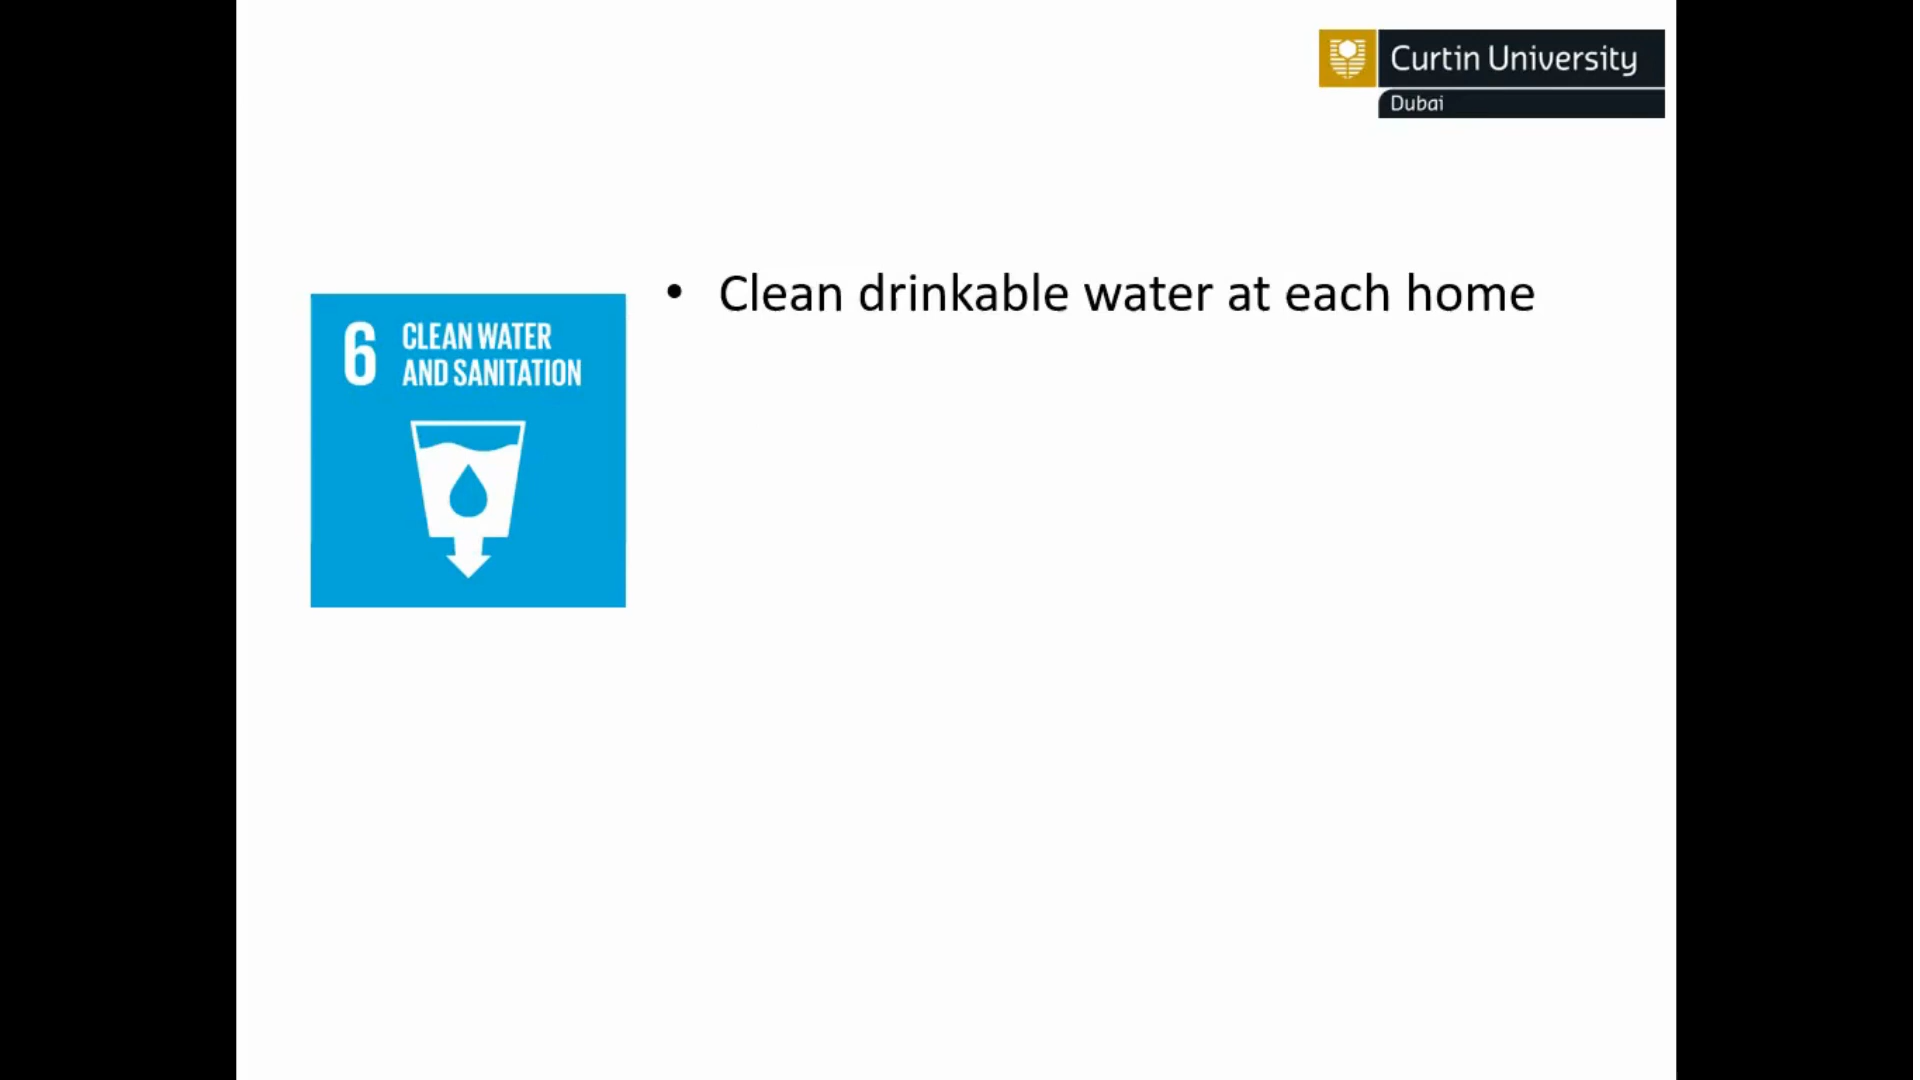 Curtin University
Dubai
• Clean drinkable water at each home
6 CLEAN WATER
AND SANITATION